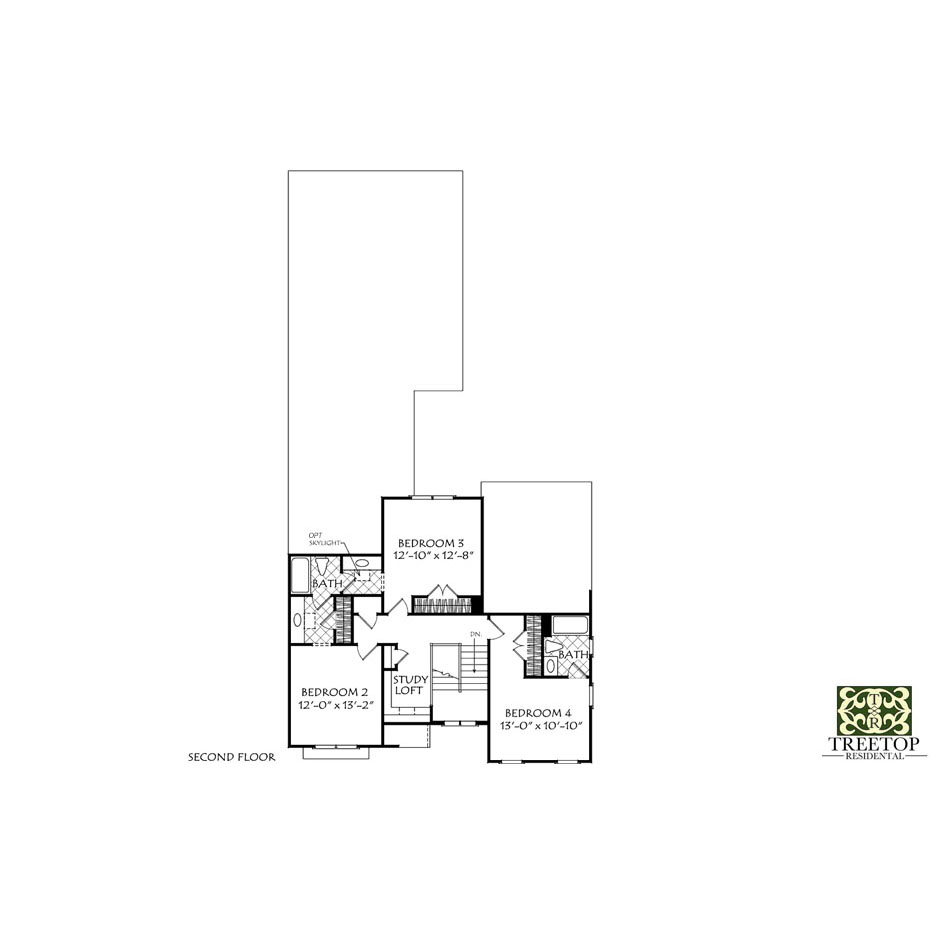 OPT
SKYLIGHT
BEDROOM 3
12'-10" x 12'-8"
BATH
DN.
BATH
STUDY
LOFT
BEDROOM 2
12'-0" x 13'-2"
BEDROOM 4
13'-0" x 10'-10"
SECOND FLOOR
T
&
R
TREETOP
RESIDENTAL